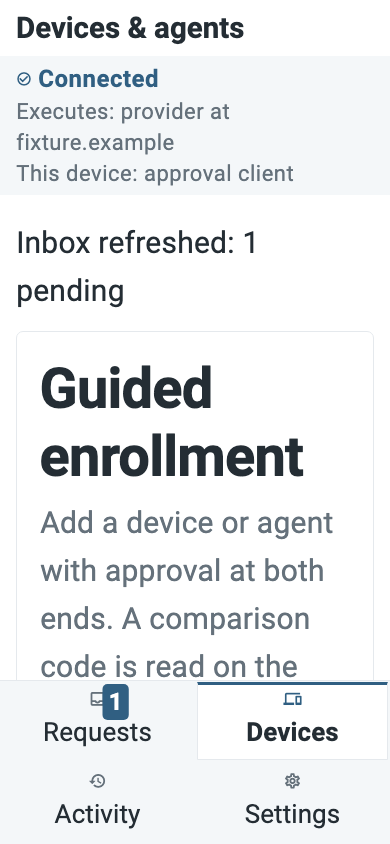 Devices & agents
Connected
Executes: provider at
fixture.example
This device: approval client
Inbox refreshed: 1
pending
Guided
enrollment
Add a device or agent
with approval at both
ends. A comparison
code is read on the
1
Requests
Devices
Activity
Settings